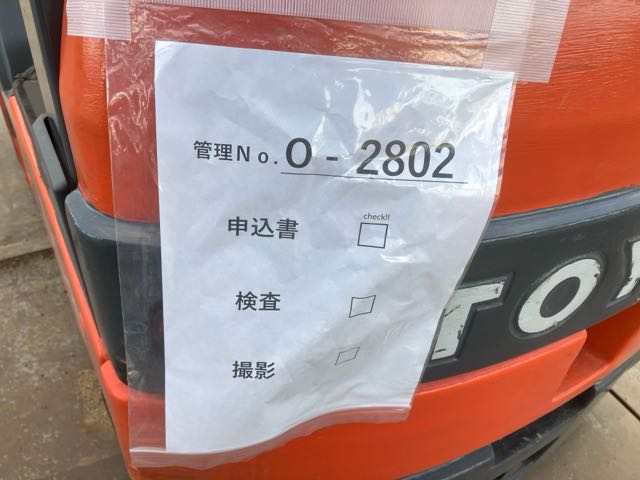 管理No. O - 2802
check!!
申込書 □
検査 □
撮影 □
TO